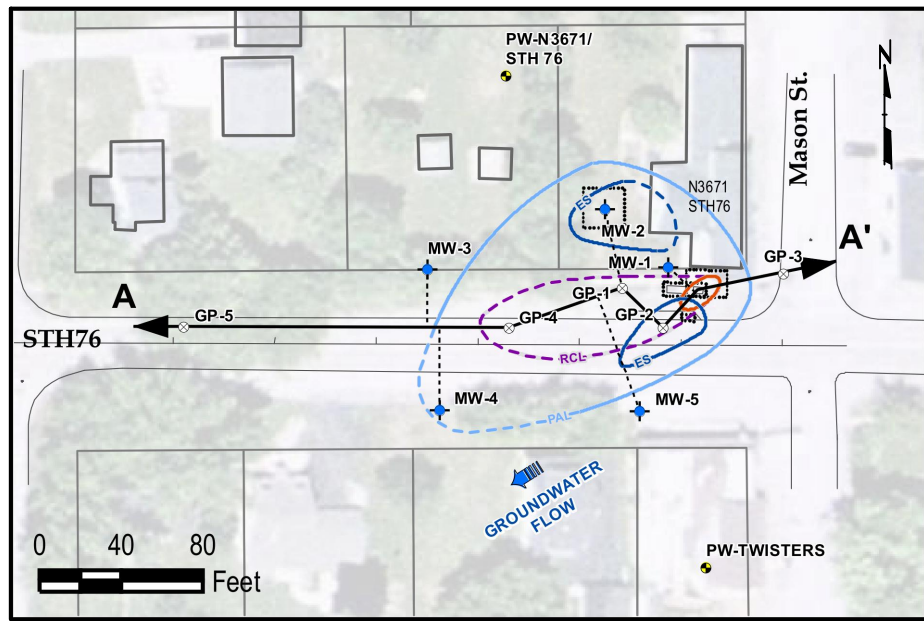 PW-N3671/
STH 76
N
Mason St.
N3671
STH76
ES
MW-2
MW-3
MW-1
GP-3
A'
A
GP-1
GP-2
GP-5
GP-4
STH76
RCL
ES
MW-4
PAL
MW-5
GROUNDWATER
FLOW
0 40 80
Feet
PW-TWISTERS